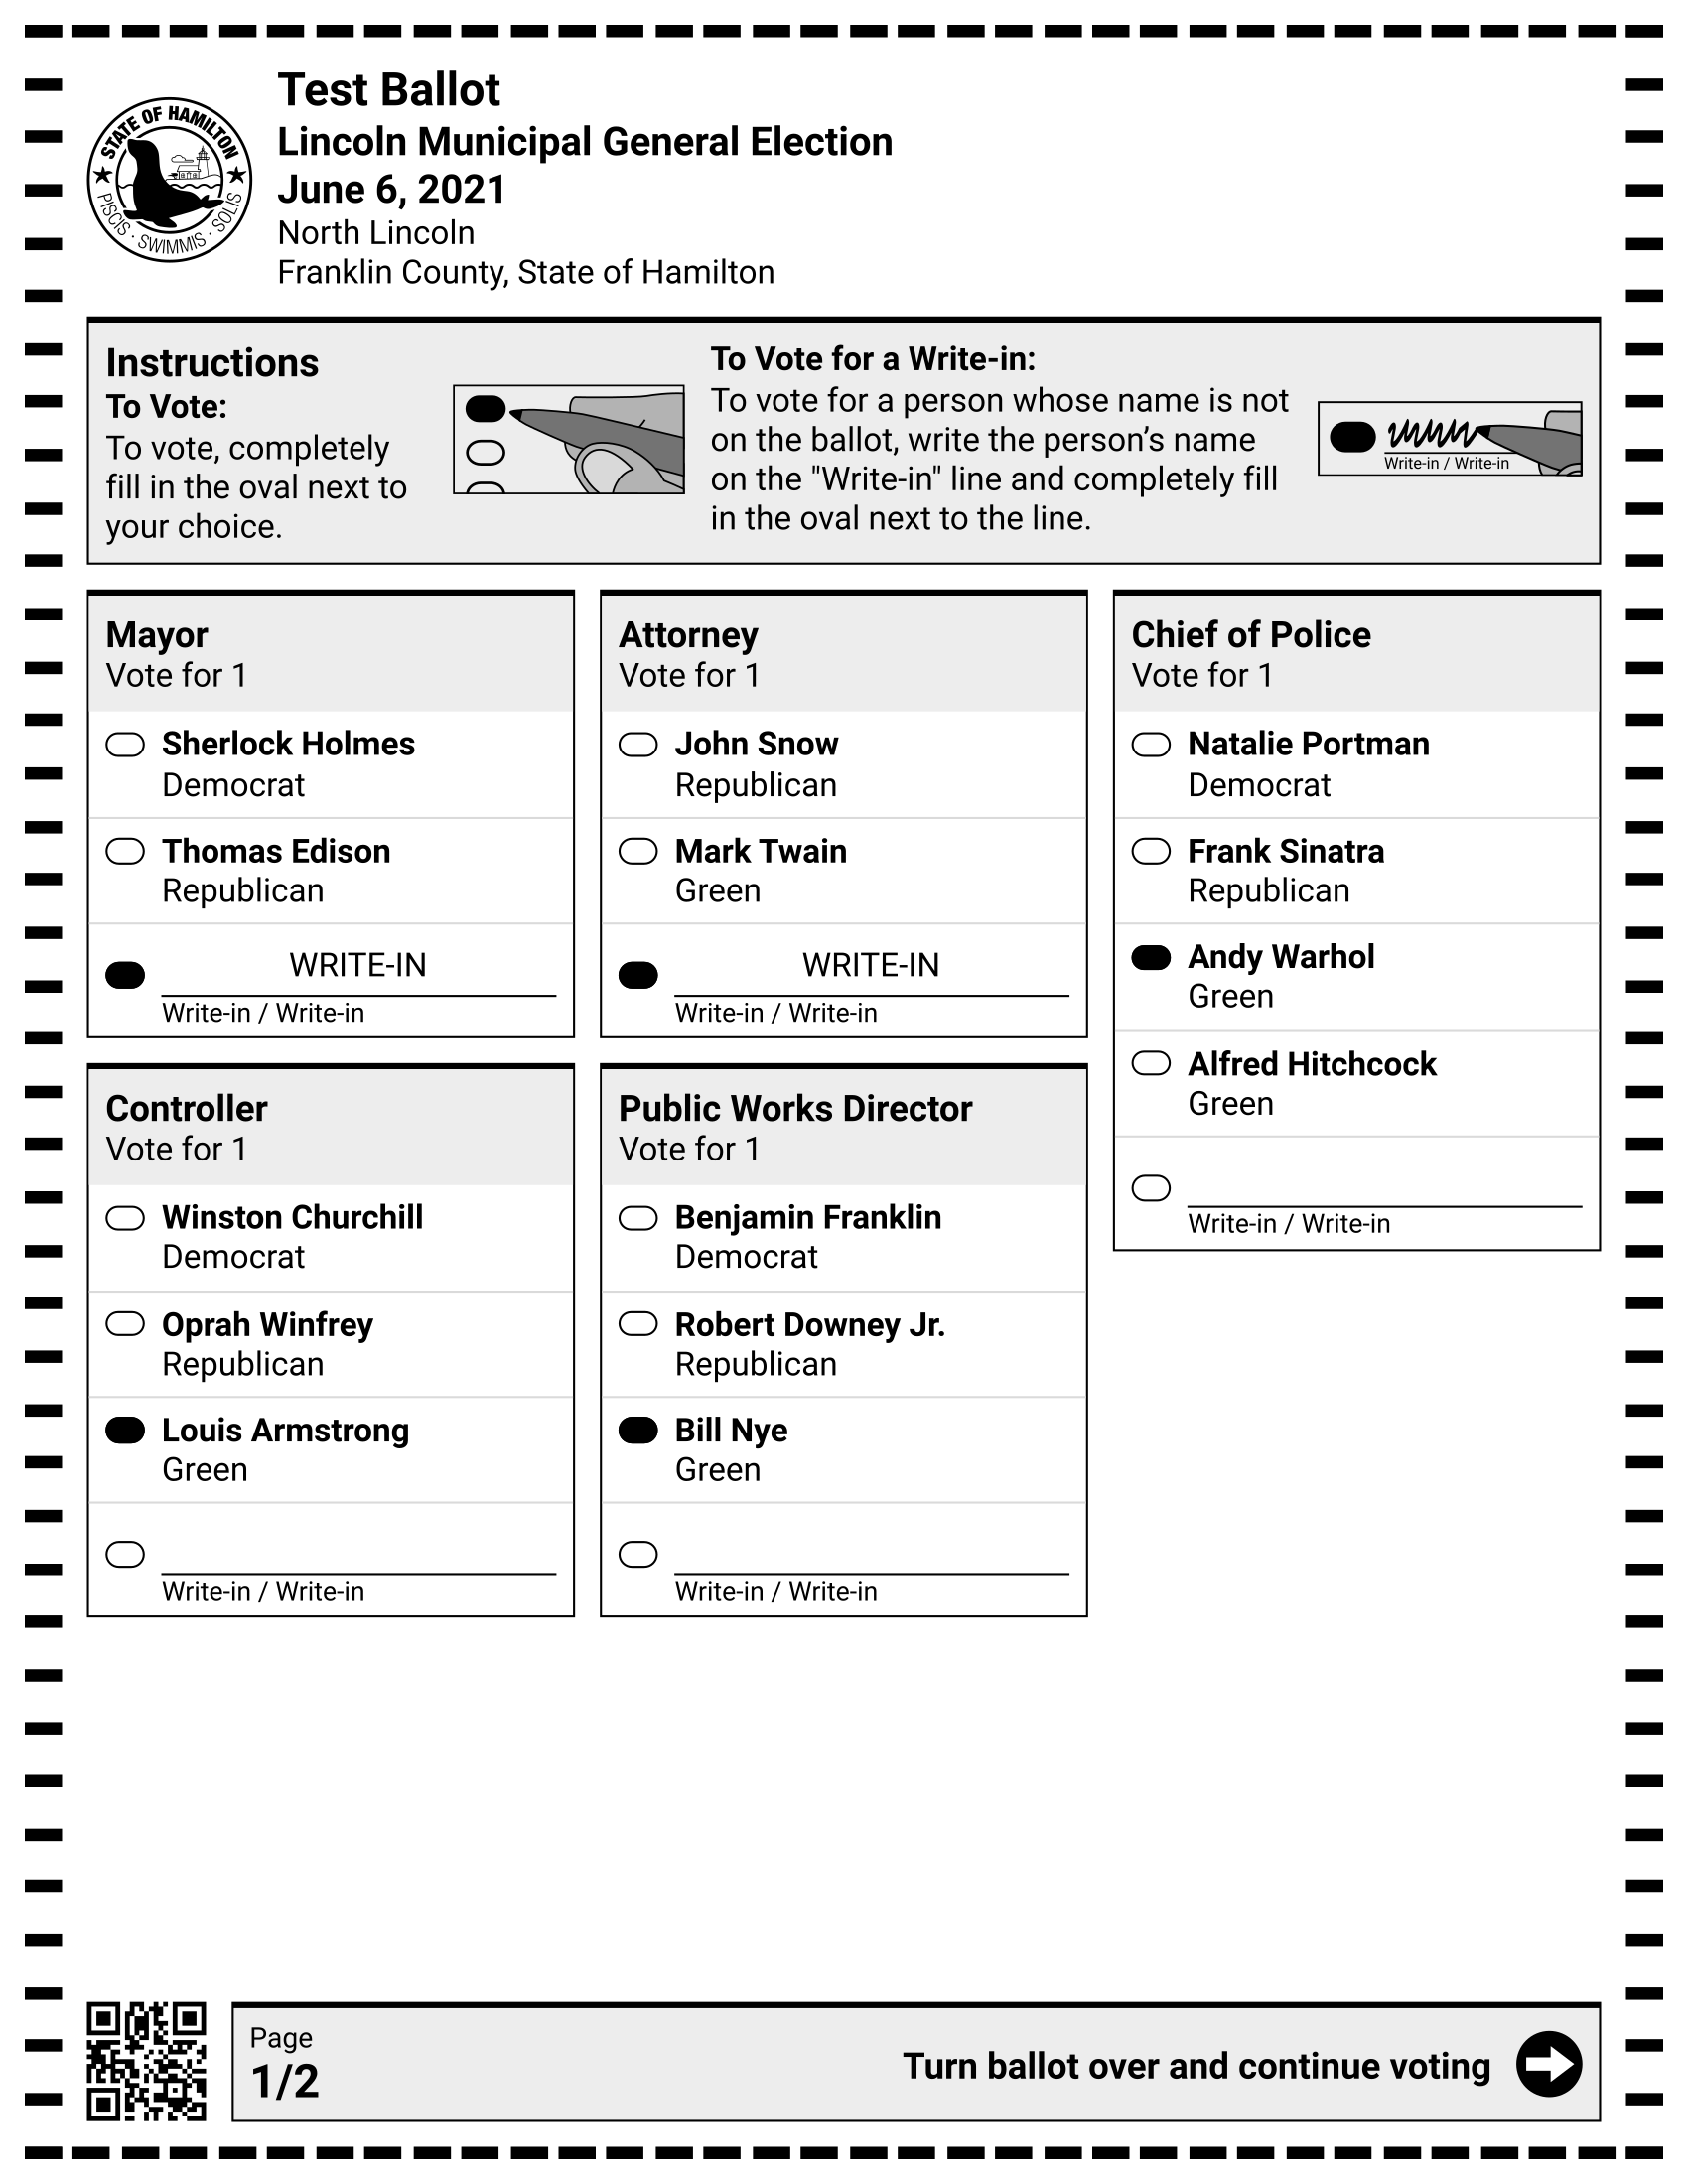 STATE OF HAMILTON
PISCIS · SWIMMIS · SOLIS
Test Ballot
Lincoln Municipal General Election
June 6, 2021
North Lincoln
Franklin County, State of Hamilton
Instructions
To Vote:
To vote, completely
fill in the oval next to
your choice.
To Vote for a Write-in:
To vote for a person whose name is not
on the ballot, write the person’s name
on the "Write-in" line and completely fill
in the oval next to the line.
Write-in / Write-in
Mayor
Vote for 1
Sherlock Holmes
Democrat
Thomas Edison
Republican
WRITE-IN
Write-in / Write-in
Controller
Vote for 1
Winston Churchill
Democrat
Oprah Winfrey
Republican
Louis Armstrong
Green
Write-in / Write-in
Attorney
Vote for 1
John Snow
Republican
Mark Twain
Green
WRITE-IN
Write-in / Write-in
Public Works Director
Vote for 1
Benjamin Franklin
Democrat
Robert Downey Jr.
Republican
Bill Nye
Green
Write-in / Write-in
Chief of Police
Vote for 1
Natalie Portman
Democrat
Frank Sinatra
Republican
Andy Warhol
Green
Alfred Hitchcock
Green
Write-in / Write-in
Page
1/2
Turn ballot over and continue voting